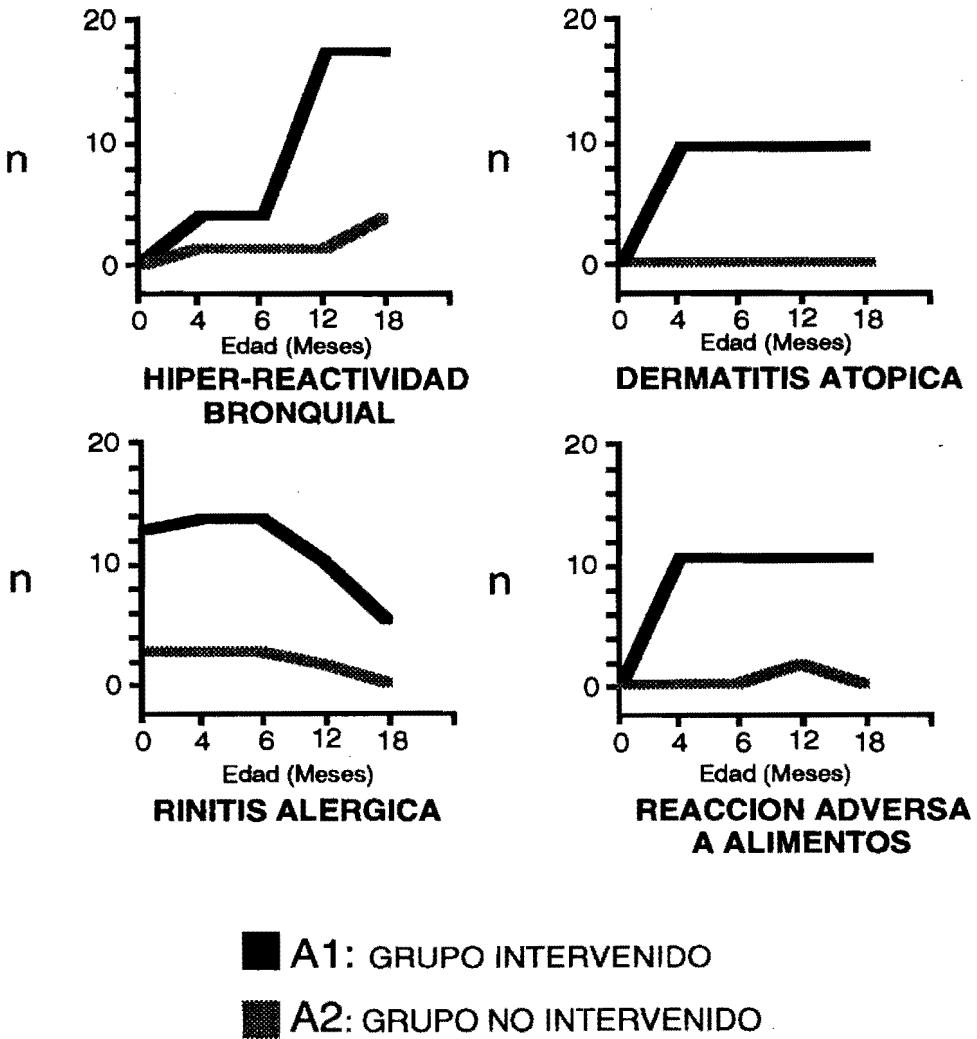 20
10
0
n
0 4 6 12 18
Edad (Meses)
HIPER-REACTIVIDAD
BRONQUIAL
20
10
0
n
0 4 6 12 18
Edad (Meses)
DERMATITIS ATOPICA
20
10
0
n
0 4 6 12 18
Edad (Meses)
RINITIS ALERGICA
20
10
0
n
0 4 6 12 18
Edad (Meses)
REACCION ADVERSA
A ALIMENTOS
A1: GRUPO INTERVENIDO
A2: GRUPO NO INTERVENIDO